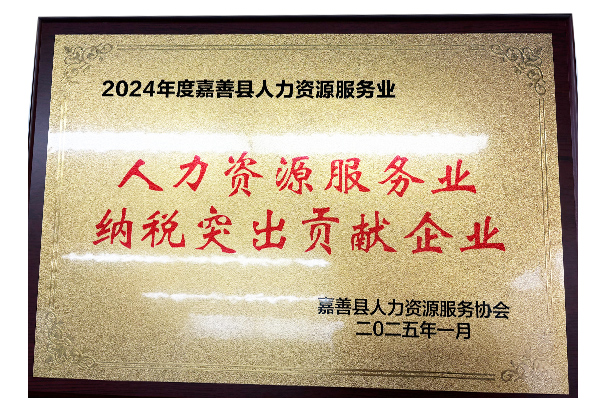 2024年度嘉善县人力资源服务业
人力资源服务业
纳税突出贡献企业
嘉善县人力资源服务协会
二0二五年一月